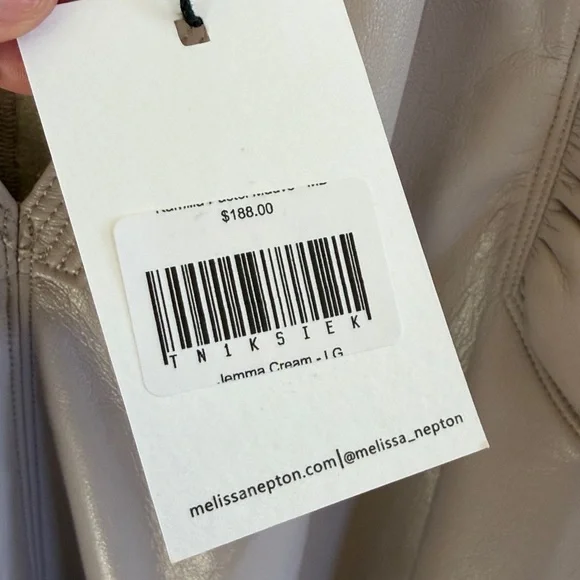 $188.00
TN1KSIEK
Jemma Cream - LG
melissanepton.com|@melissa_nepton